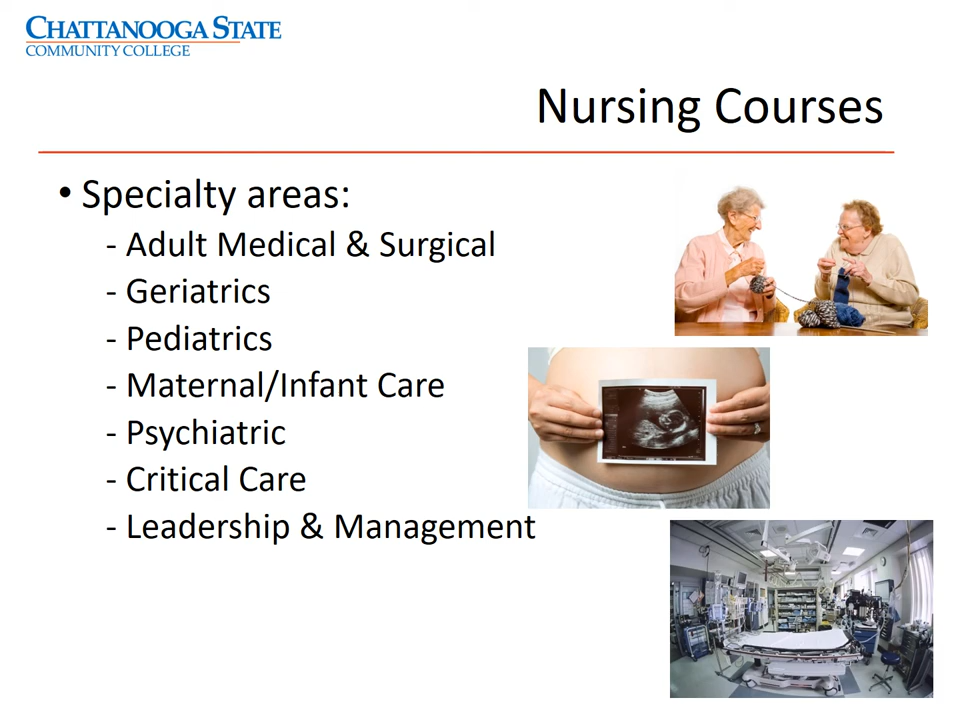 CHATTANOOGA STATE
COMMUNITY COLLEGE
Nursing Courses
• Specialty areas:
- Adult Medical & Surgical
- Geriatrics
- Pediatrics
- Maternal/Infant Care
- Psychiatric
- Critical Care
- Leadership & Management